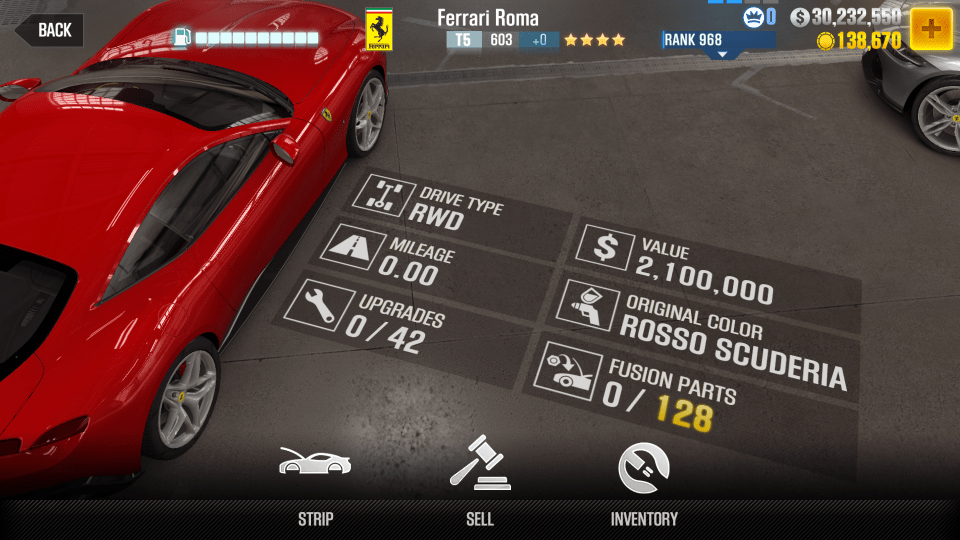 BACK
Ferrari
Ferrari Roma
T5 603 +0
RANK 968
0
30,232,550
138,670
DRIVE TYPE
RWD
MILEAGE
0.00
UPGRADES
0/42
$
VALUE
2,100,000
ORIGINAL COLOR
ROSSO SCUDERIA
FUSION PARTS
0/128
STRIP
SELL
INVENTORY